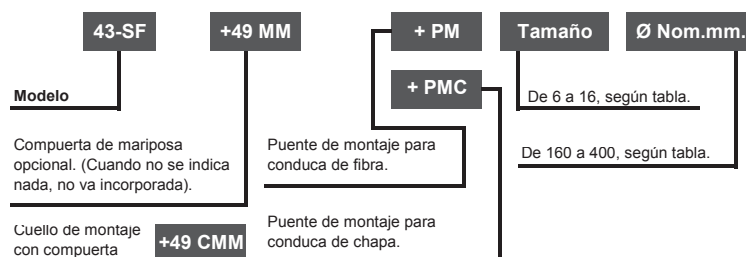 43-SF +49 MM + PM Tamaño Ø Nom.mm.
+ PMC
Modelo
De 6 a 16, según tabla.
Compuerta de mariposa
opcional. (Cuando no se indica
nada, no va incorporada).
Puente de montaje para
conduca de fibra.
De 160 a 400, según tabla.
Cuello de montaje
con compuerta
+49 CMM
Puente de montaje para
conduca de chapa.